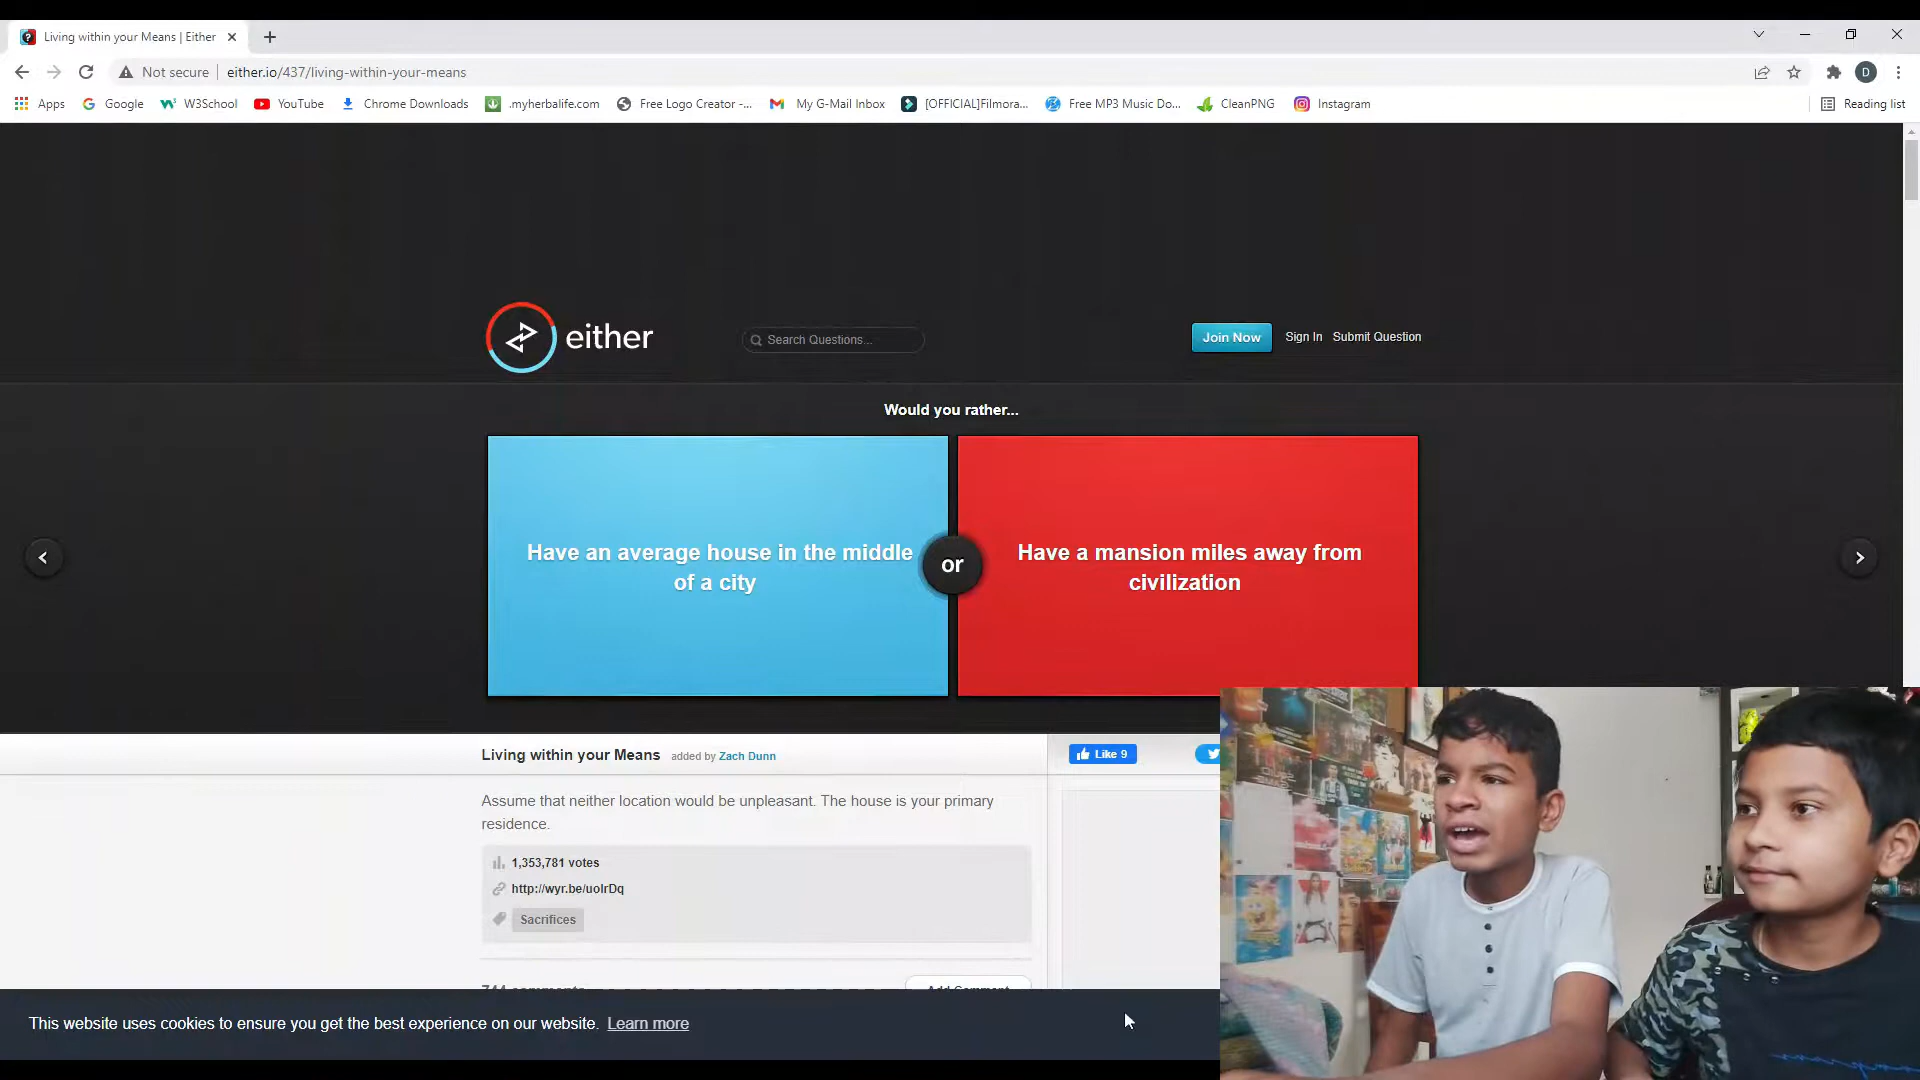 Living within your Means | Either
Not secure
either.io/437/living-within-your-means
Apps
Google
W3School
YouTube
Chrome Downloads
.myherbalife.com
Free Logo Creator -...
My G-Mail Inbox
[OFFICIAL]Filmora...
Free MP3 Music Do...
CleanPNG
Instagram
Reading list
D
either
Search Questions...
Join Now
Sign In
Submit Question
Would you rather...
Have an average house in the middle
of a city
or
Have a mansion miles away from
civilization
Living within your Means
added by Zach Dunn
Like 9
Assume that neither location would be unpleasant. The house is your primary
residence.
1,353,781 votes
http://wyr.be/uolrDq
Sacrifices
744 comments
Add Comment
This website uses cookies to ensure you get the best experience on our website. Learn more